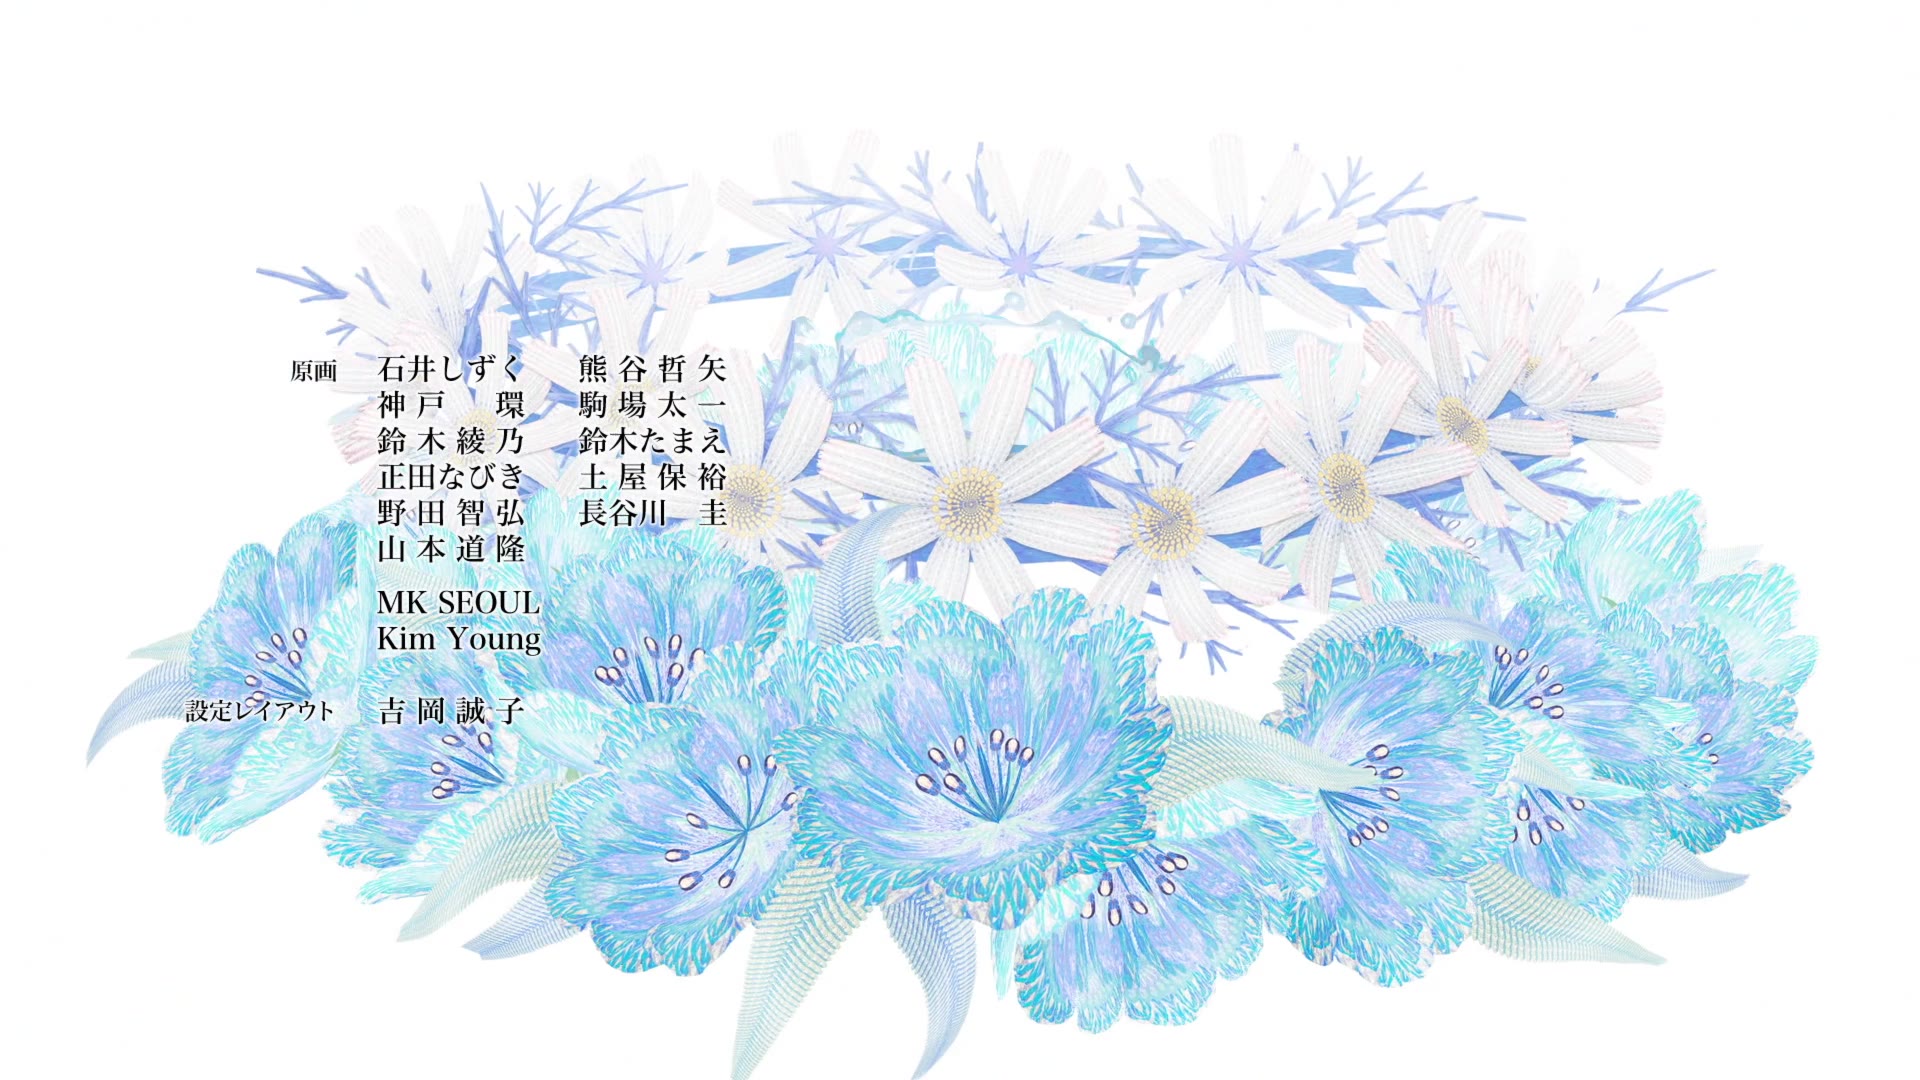 原画 石井しずく 熊谷哲矢
神戸 環 駒場太一
鈴木綾乃 鈴木たまえ
正田なびき 土屋保裕
野田智弘 長谷川 圭
山本道隆
MK SEOUL
Kim Young
設定レイアウト 吉岡誠子